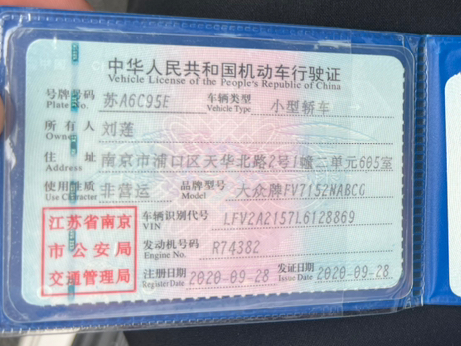 中华人民共和国机动车行驶证
Vehicle License of the People's Republic of China
号牌号码 苏A6C95E 车辆类型 小型轿车
Plate No. Vehicle Type
所有人 刘莲
Owner
住址 南京市浦口区天华北路2号1幢二单元605室
Address
使用性质 非营运 品牌型号 大众牌FV7152NABCG
Use Character Model
江苏省南京
市公安局
交通管理局
车辆识别代号 LFV2A2157L6128869
VIN
发动机号码 R74382
Engine No.
注册日期 2020-09-28 发证日期 2020-09-28
Register Date Issue Date